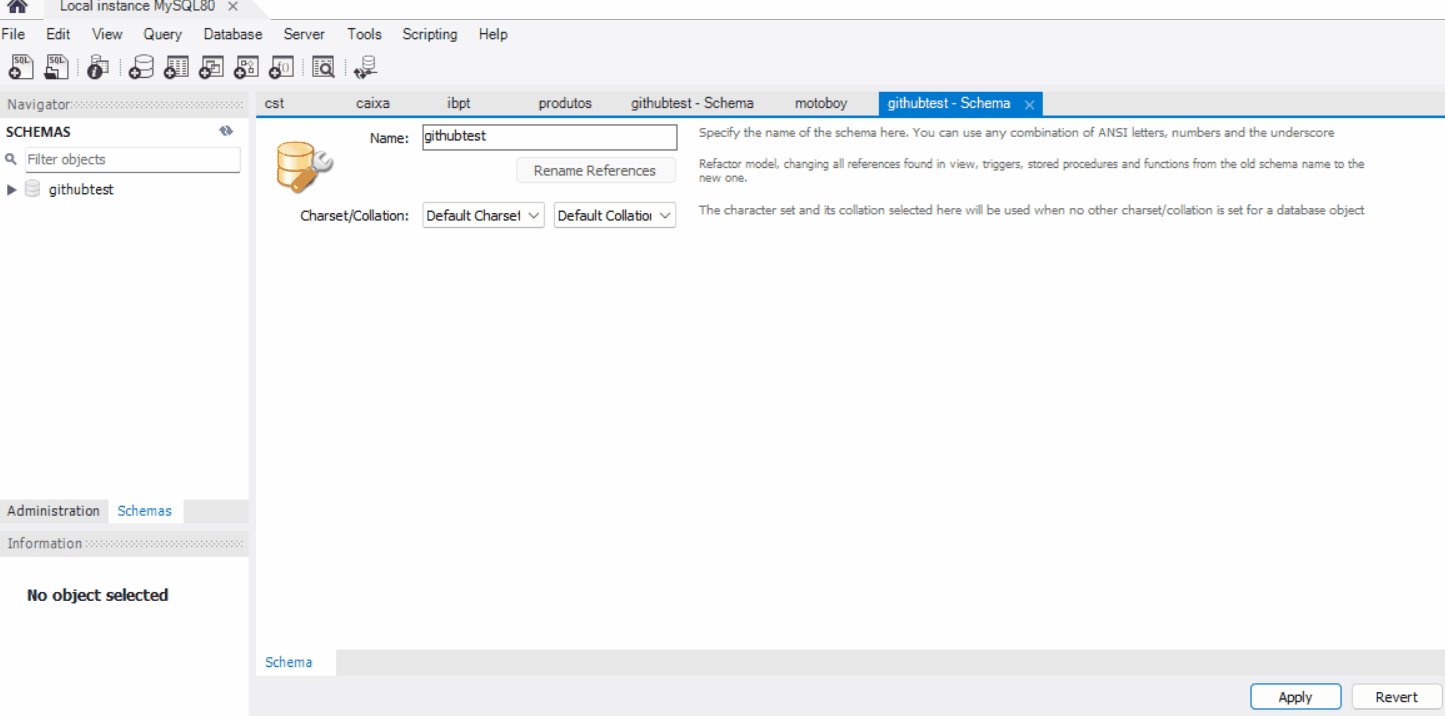 Local instance MySQL80
File Edit View Query Database Server Tools Scripting Help
Navigator
SCHEMAS
Filter objects
githubtest
Administration Schemas
Information
No object selected
cst caixa ibpt produtos githubtest - Schema motoboy githubtest - Schema
Name: githubtest
Specify the name of the schema here. You can use any combination of ANSI letters, numbers and the underscore
Rename References
Refactor model, changing all references found in view, triggers, stored procedures and functions from the old schema name to the
new one.
Charset/Collation: Default Charset Default Collation
The character set and its collation selected here will be used when no other charset/collation is set for a database object
Schema
Apply Revert